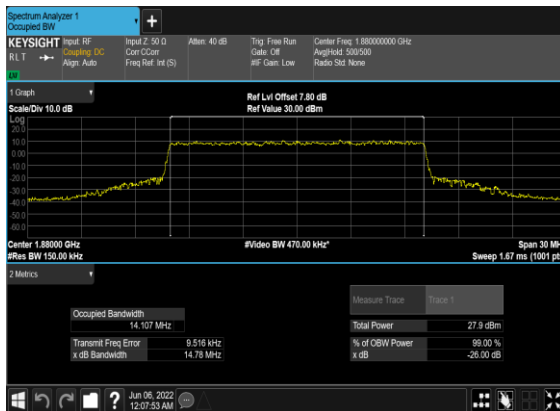 Spectrum Analyzer 1
Occupied BW
KEYSIGHT
RLT
Input: RF
Coupling: DC
Align: Auto
Input Z: 50 Ω
Corr CCorr
Freq Ref: Int (S)
Atten: 40 dB
Trig: Free Run
Gate: Off
#IF Gain: Low
Center Freq: 1.880000000 GHz
Avg|Hold: 500/500
Radio Std: None
1 Graph
Scale/Div 10.0 dB
Ref Lvl Offset 7.80 dB
Ref Value 30.00 dBm
Log
20.0
10.0
0.00
-10.0
-20.0
-30.0
-40.0
-50.0
-60.0
Center 1.88000 GHz
#Res BW 150.00 kHz
#Video BW 470.00 kHz*
Span 30 MH
Sweep 1.67 ms (1001 pts
2 Metrics
Measure Trace
Trace 1
Occupied Bandwidth
14.107 MHz
Total Power
27.9 dBm
Transmit Freq Error
9.516 kHz
% of OBW Power
99.00 %
x dB Bandwidth
14.78 MHz
x dB
-26.00 dB
?
Jun 06, 2022
12:07:53 AM